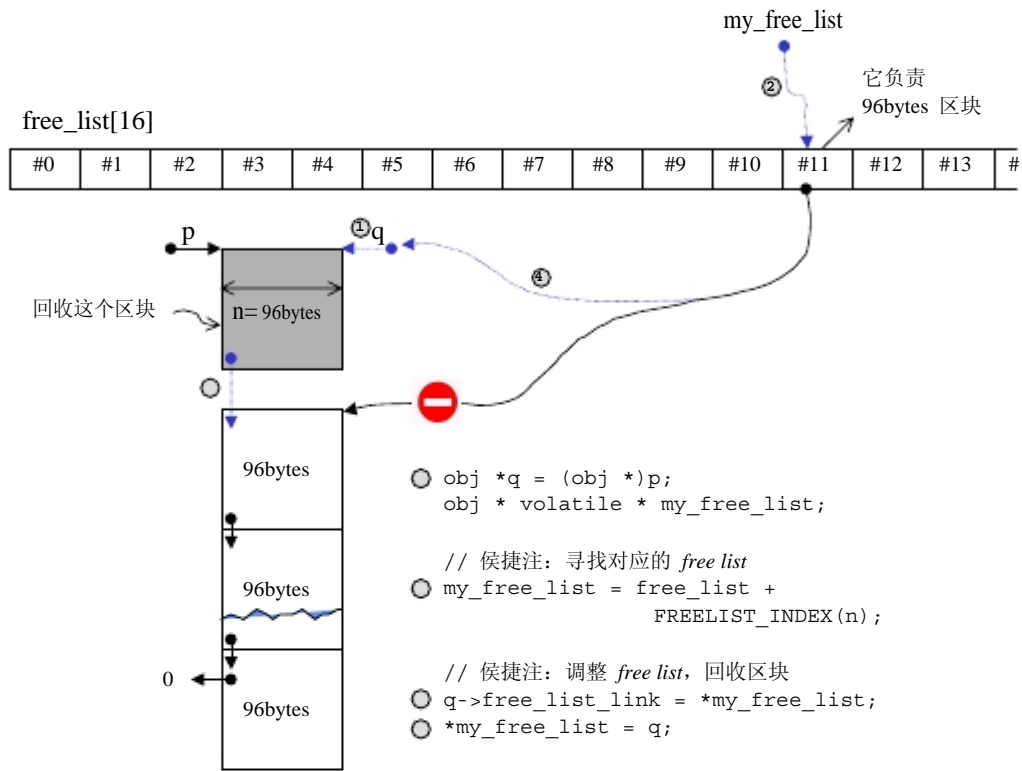 my_free_list
②
它负责
96bytes 区块
free_list[16]
#0 #1 #2 #3 #4 #5 #6 #7 #8 #9 #10 #11 #12 #13 #
p
①q
④
回收这个区块
n= 96bytes
96bytes
obj *q = (obj *)p;
obj * volatile * my_free_list;
// 侯捷注：寻找对应的 free list
96bytes
my_free_list = free_list +
FREELIST_INDEX(n);
// 侯捷注：调整 free list，回收区块
0
96bytes
q->free_list_link = *my_free_list;
*my_free_list = q;